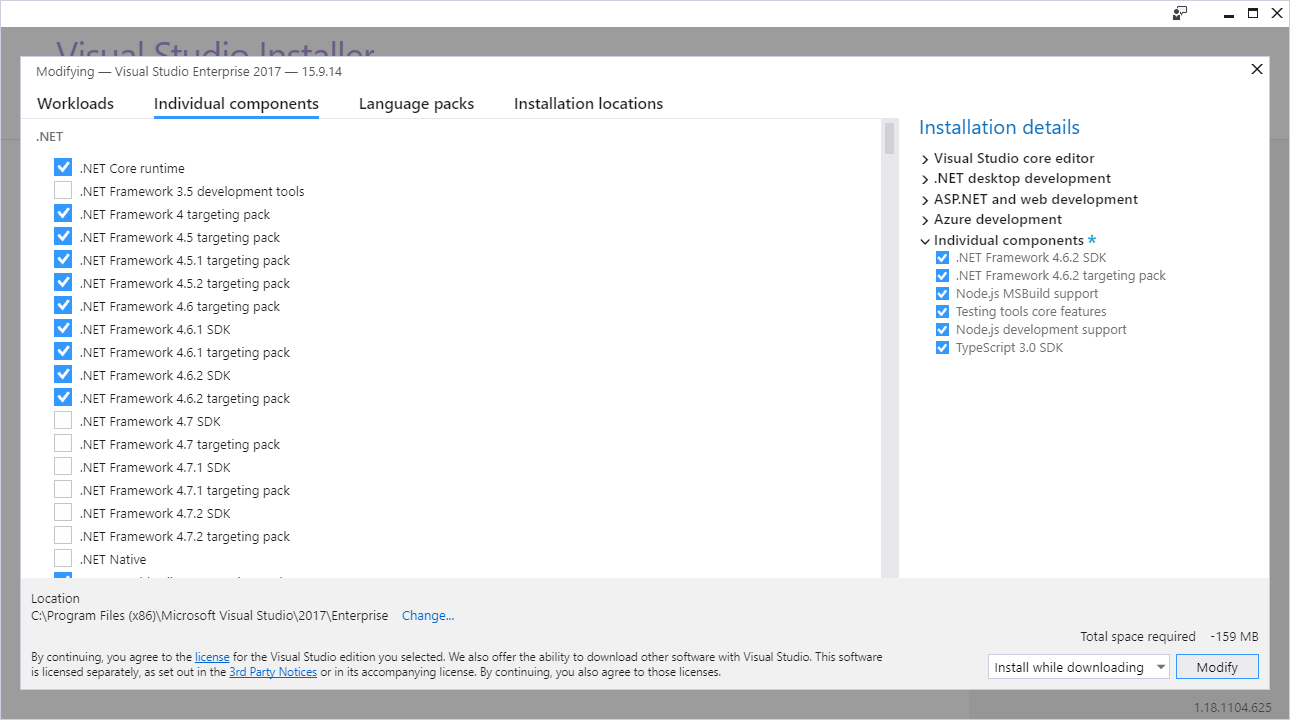 Visual Studio Installer
Modifying — Visual Studio Enterprise 2017 — 15.9.14
Workloads
Individual components
Language packs
Installation locations
.NET
.NET Core runtime
.NET Framework 3.5 development tools
.NET Framework 4 targeting pack
.NET Framework 4.5 targeting pack
.NET Framework 4.5.1 targeting pack
.NET Framework 4.5.2 targeting pack
.NET Framework 4.6 targeting pack
.NET Framework 4.6.1 SDK
.NET Framework 4.6.1 targeting pack
.NET Framework 4.6.2 SDK
.NET Framework 4.6.2 targeting pack
.NET Framework 4.7 SDK
.NET Framework 4.7 targeting pack
.NET Framework 4.7.1 SDK
.NET Framework 4.7.1 targeting pack
.NET Framework 4.7.2 SDK
.NET Framework 4.7.2 targeting pack
.NET Native
Installation details
Visual Studio core editor
.NET desktop development
ASP.NET and web development
Azure development
Individual components *
.NET Framework 4.6.2 SDK
.NET Framework 4.6.2 targeting pack
Node.js MSBuild support
Testing tools core features
Node.js development support
TypeScript 3.0 SDK
Location
C:\Program Files (x86)\Microsoft Visual Studio\2017\Enterprise Change...
Total space required -159 MB
By continuing, you agree to the license for the Visual Studio edition you selected. We also offer the ability to download other software with Visual Studio. This software
is licensed separately, as set out in the 3rd Party Notices or in its accompanying license. By continuing, you also agree to those licenses.
Install while downloading
Modify
1.18.1104.625